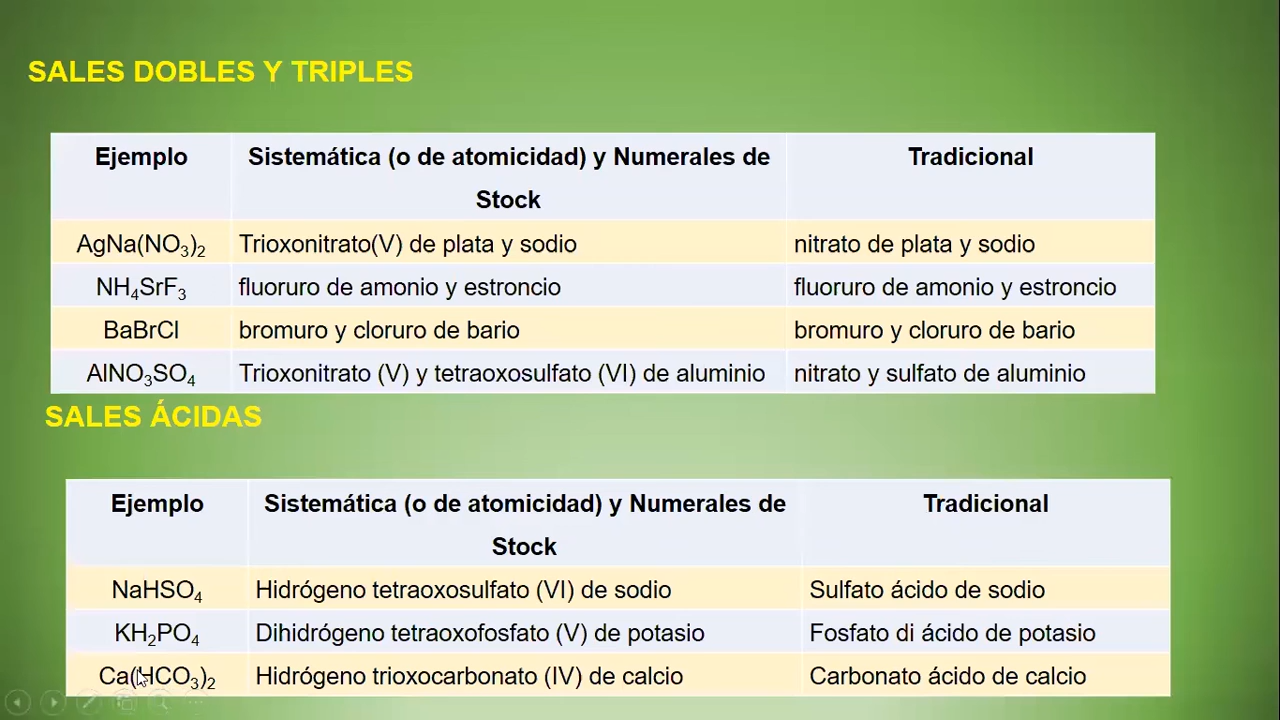 SALES DOBLES Y TRIPLES
Ejemplo Sistemática (o de atomicidad) y Numerales de Stock Tradicional
AgNa(NO₃)₂ Trioxonitrato(V) de plata y sodio nitrato de plata y sodio
NH₄SrF₃ fluoruro de amonio y estroncio fluoruro de amonio y estroncio
BaBrCl bromuro y cloruro de bario bromuro y cloruro de bario
AlNO₃SO₄ Trioxonitrato (V) y tetraoxosulfato (VI) de aluminio nitrato y sulfato de aluminio
SALES ÁCIDAS
Ejemplo Sistemática (o de atomicidad) y Numerales de Stock Tradicional
NaHSO₄ Hidrógeno tetraoxosulfato (VI) de sodio Sulfato ácido de sodio
KH₂PO₄ Dihidrógeno tetraoxofosfato (V) de potasio Fosfato di ácido de potasio
Ca(HCO₃)₂ Hidrógeno trioxocarbonato (IV) de calcio Carbonato ácido de calcio